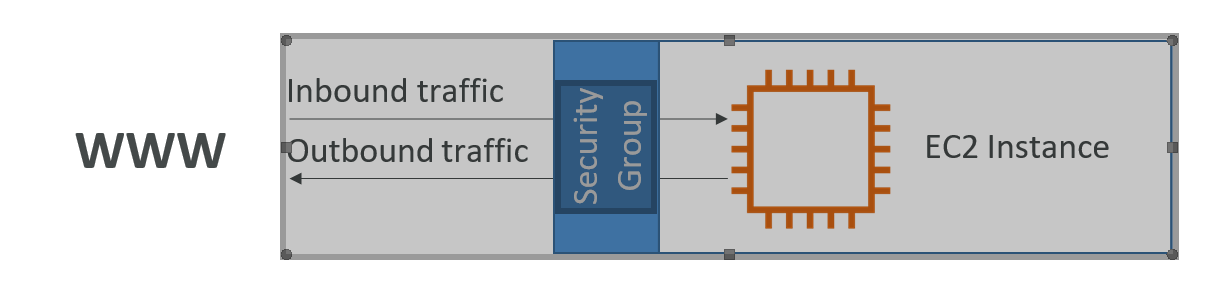 WWW
Inbound traffic
Outbound traffic
Security
Group
EC2 Instance